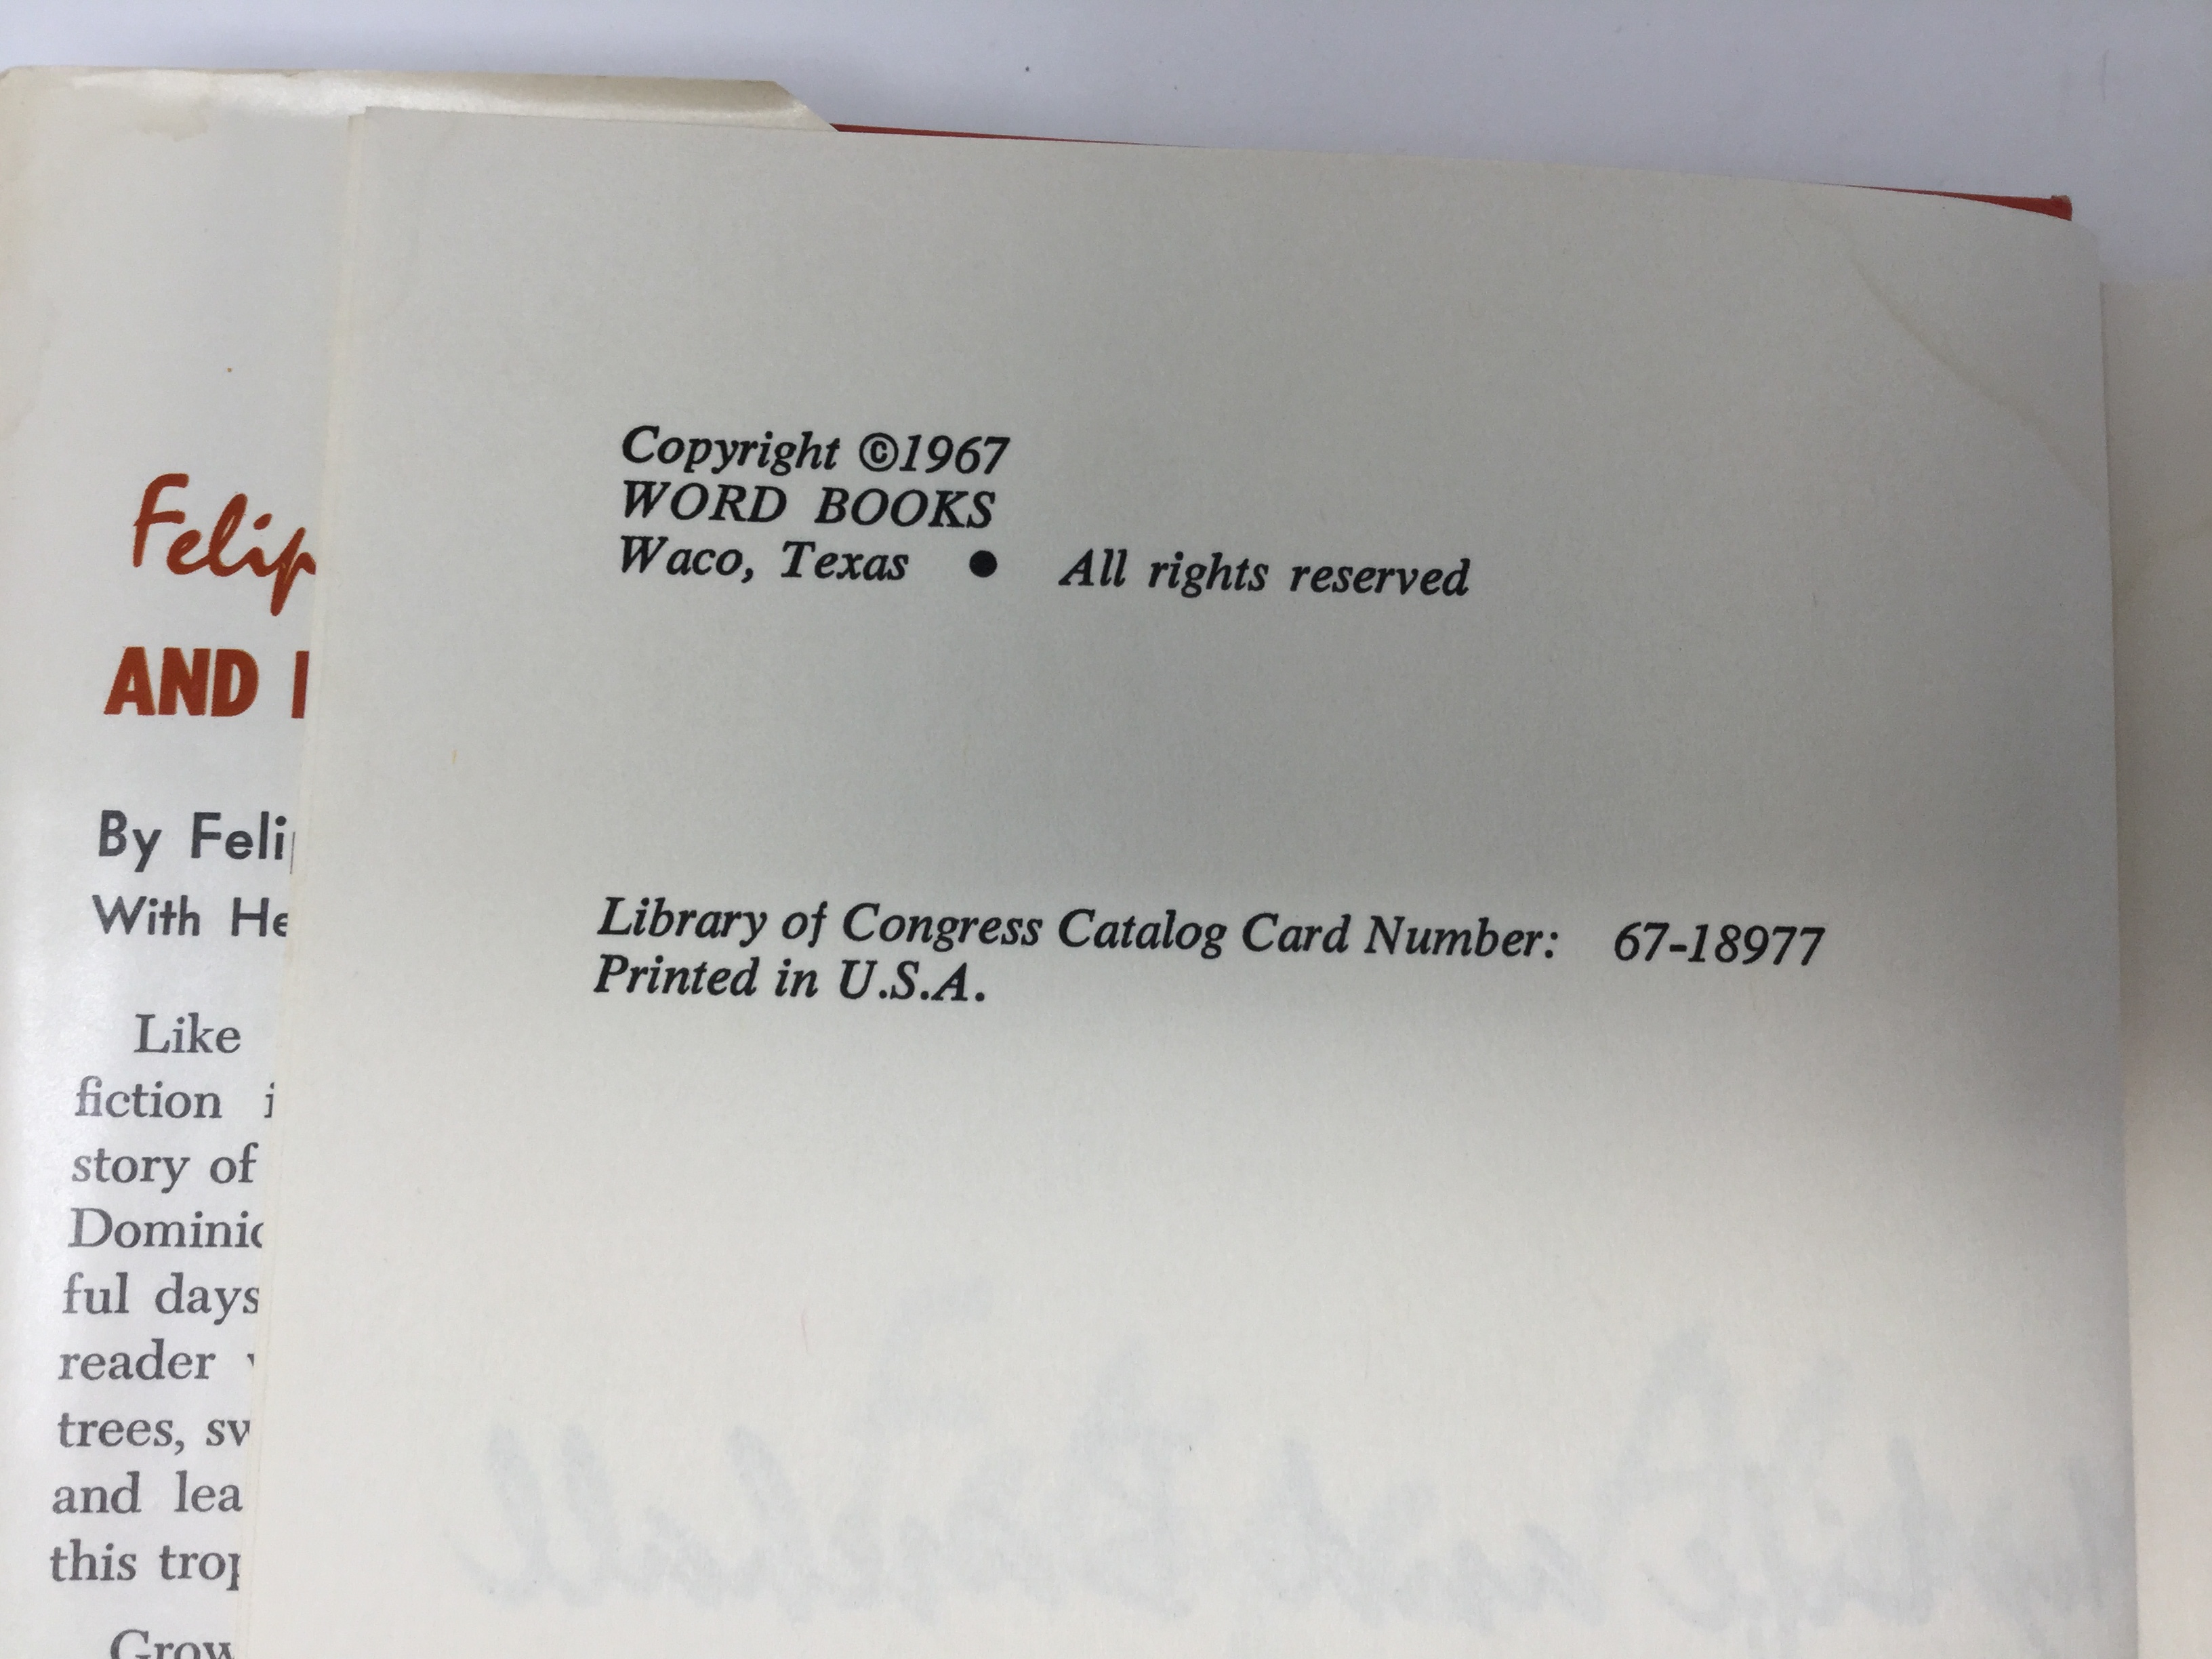 Felip
AND
By Feli
With He
Like
fiction i
story of
Dominic
ful days
reader
trees, sw
and lea
this trop
Grow
Copyright ©1967
WORD BOOKS
Waco, Texas ● All rights reserved
Library of Congress Catalog Card Number: 67-18977
Printed in U.S.A.